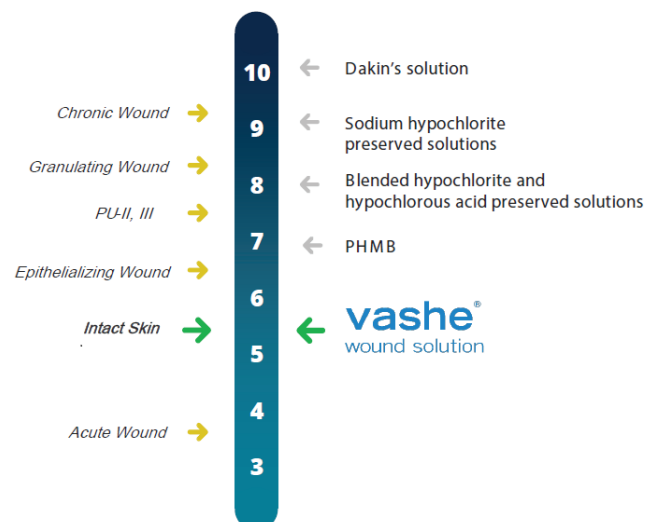 10
Dakin's solution
Chronic Wound
9
Sodium hypochlorite
preserved solutions
Granulating Wound
8
Blended hypochlorite and
hypochlorous acid preserved solutions
PU-II, III
7
PHMB
Epithelializing Wound
6
Intact Skin
.
vashe®
wound solution
5
4
Acute Wound
3